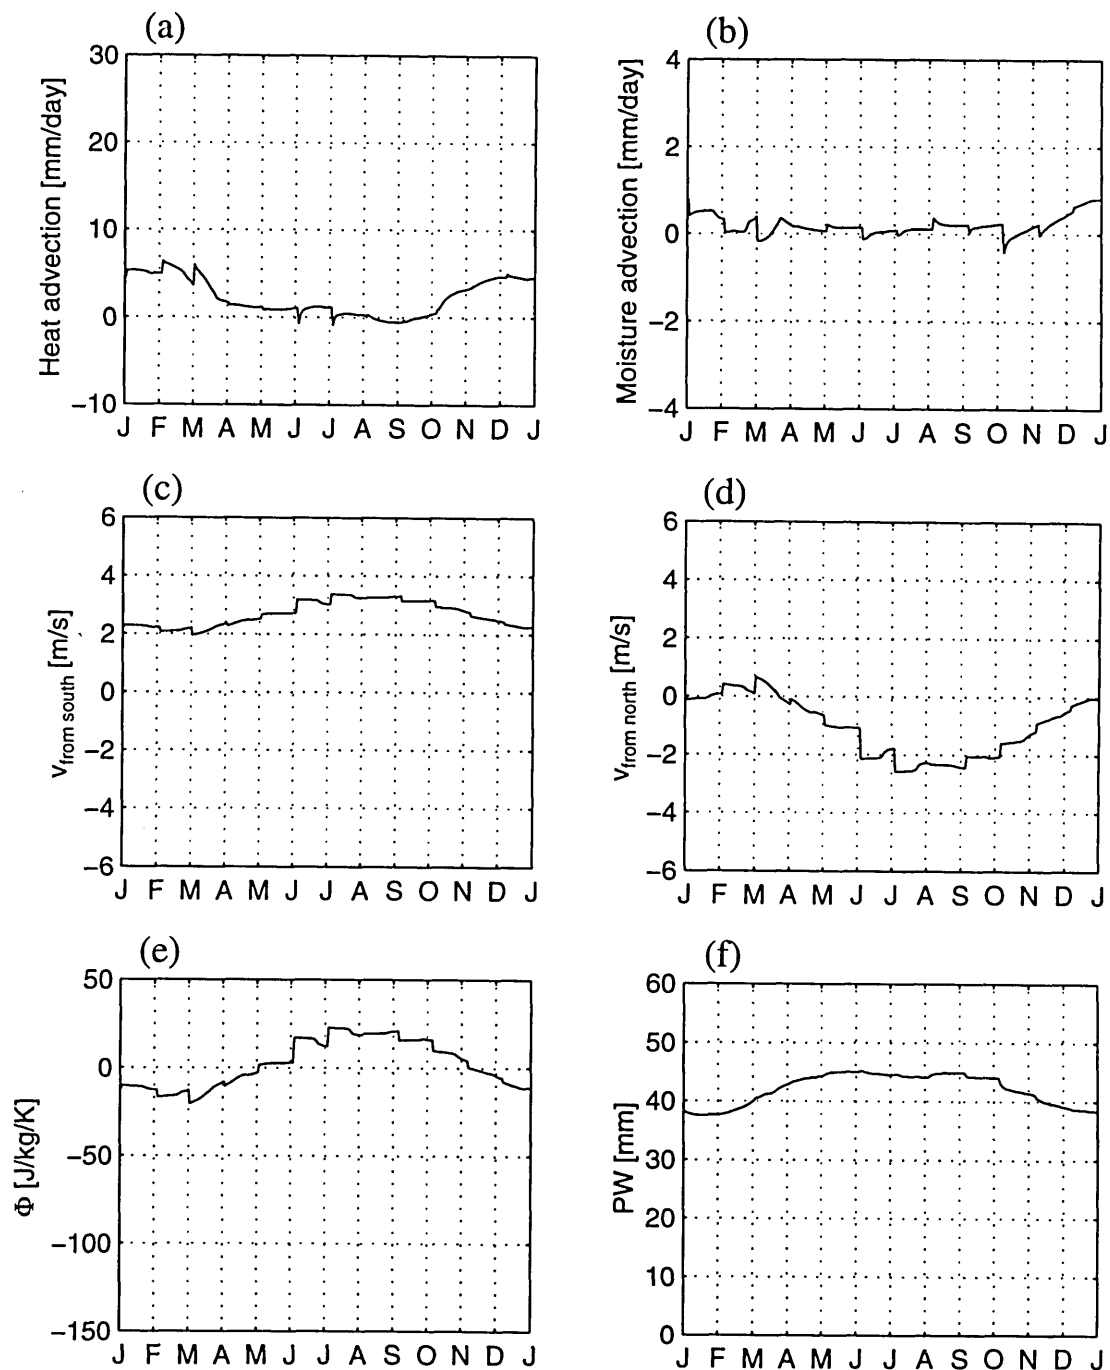 (a)
Heat advection [mm/day]
30
20
10
0
−10
J F M A M J J A S O N D J
(b)
Moisture advection [mm/day]
4
2
0
−2
−4
J F M A M J J A S O N D J
(c)
v from south [m/s]
6
4
2
0
−2
−4
−6
J F M A M J J A S O N D J
(d)
v from north [m/s]
6
4
2
0
−2
−4
−6
J F M A M J J A S O N D J
(e)
Φ [J/kg/K]
50
0
−50
−100
−150
J F M A M J J A S O N D J
(f)
PW [mm]
60
50
40
30
20
10
0
J F M A M J J A S O N D J